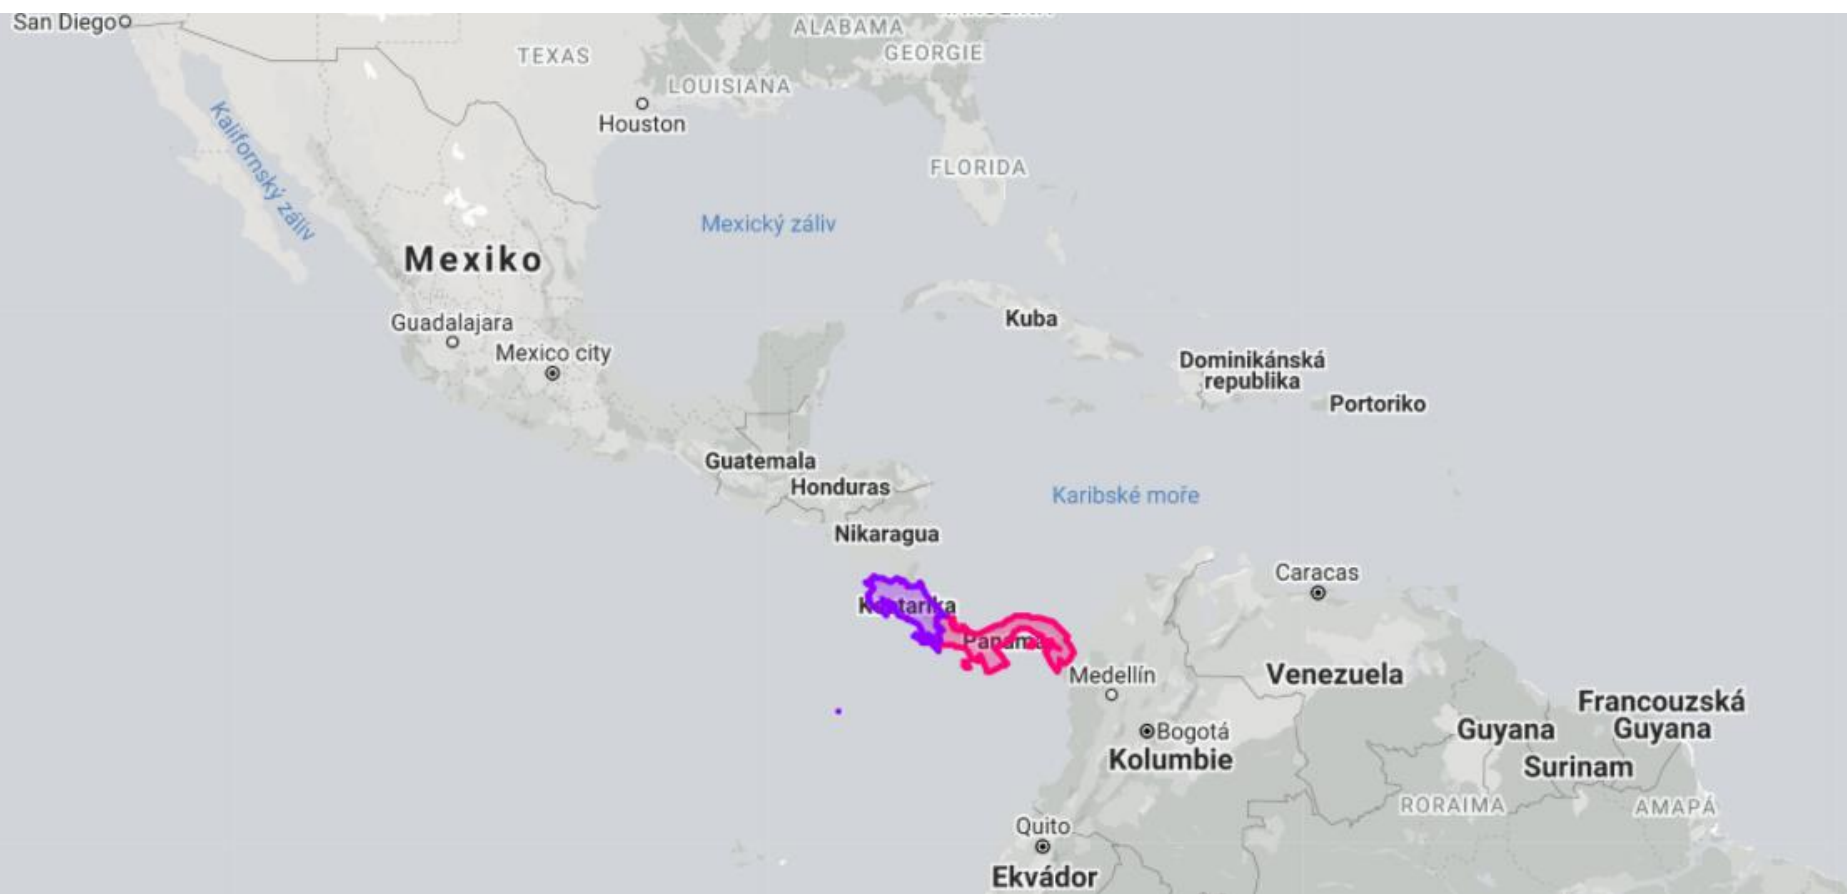 San Diego
TEXAS
ALABAMA
GEORGIE
LOUISIANA
Houston
FLORIDA
Kalifornský záliv
Mexický záliv
Mexiko
Guadalajara
Mexico city
Kuba
Dominikánská
republika
Portoriko
Guatemala
Honduras
Karibské moře
Nikaragua
Caracas
Kostarika
Panama
Medellín
Venezuela
Bogotá
Kolumbie
Francouzská
Guyana
Guyana
Surinam
RORAIMA
AMAPÁ
Quito
Ekvádor